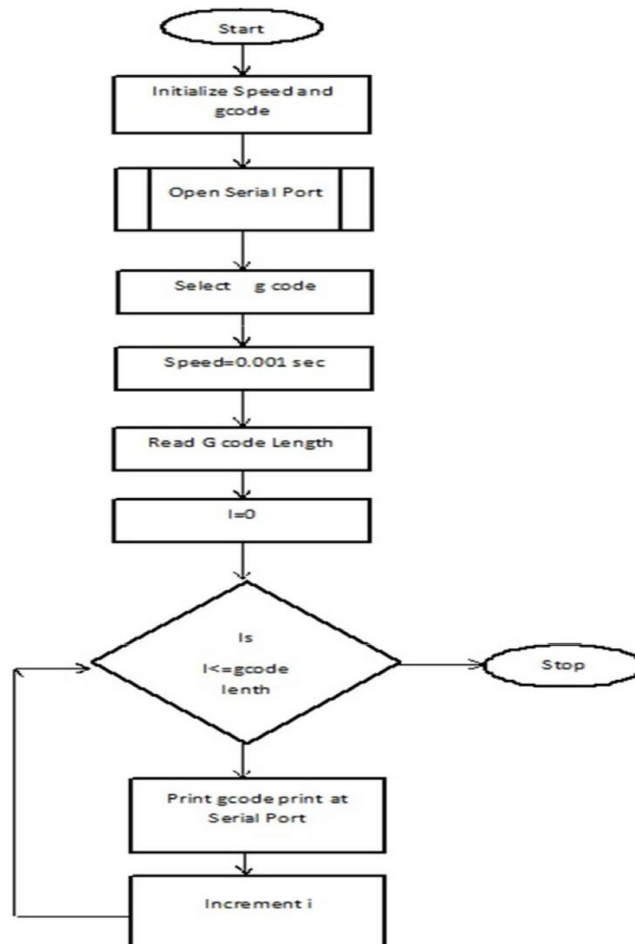 Start
Initialize Speed and
gcode
Open Serial Port
Select g code
Speed=0.001 sec
Read G code Length
I=0
Is
I<=gcode
lenth
Stop
Print gcode print at
Serial Port
Increment i